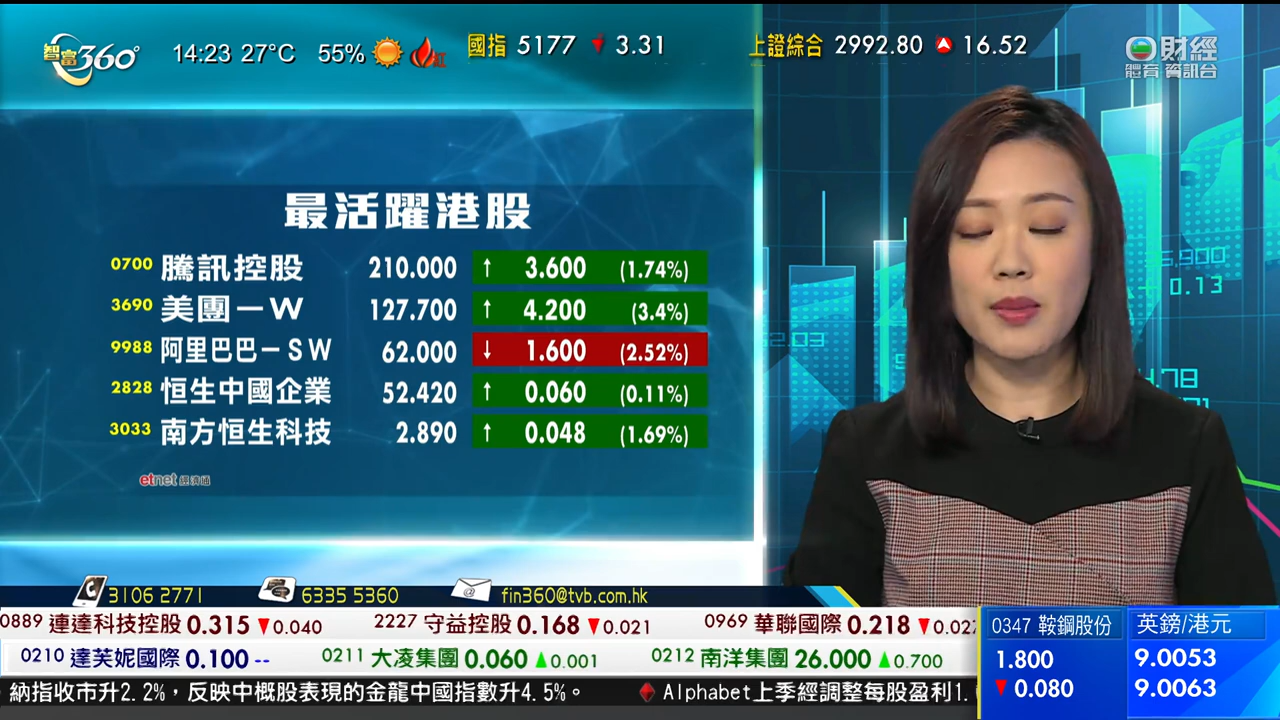 智富360°
14:23 27°C 55%
國指 5177 ▼ 3.31
上證綜合 2992.80 ▲ 16.52
財經
體育 資訊台
最活躍港股
0700 騰訊控股 210.000 ↑ 3.600 (1.74%)
3690 美團－W 127.700 ↑ 4.200 (3.4%)
9988 阿里巴巴－ＳＷ 62.000 ↓ 1.600 (2.52%)
2828 恒生中國企業 52.420 ↑ 0.060 (0.11%)
3033 南方恒生科技 2.890 ↑ 0.048 (1.69%)
etnet 經濟通
3106 2771 6335 5360 fin360@tvb.com.hk
0889 連達科技控股 0.315 ▼0.040 2227 守益控股 0.168 ▼0.021 0969 華聯國際 0.218 ▼0.027
0210 達芙妮國際 0.100 -- 0211 大凌集團 0.060 ▲0.001 0212 南洋集團 26.000 ▲0.700
納指收市升2.2%，反映中概股表現的金龍中國指數升4.5%。 Alphabet上季經調整每股盈利1.
0347 鞍鋼股份
1.800
▼ 0.080
英鎊/港元
9.0053
9.0063